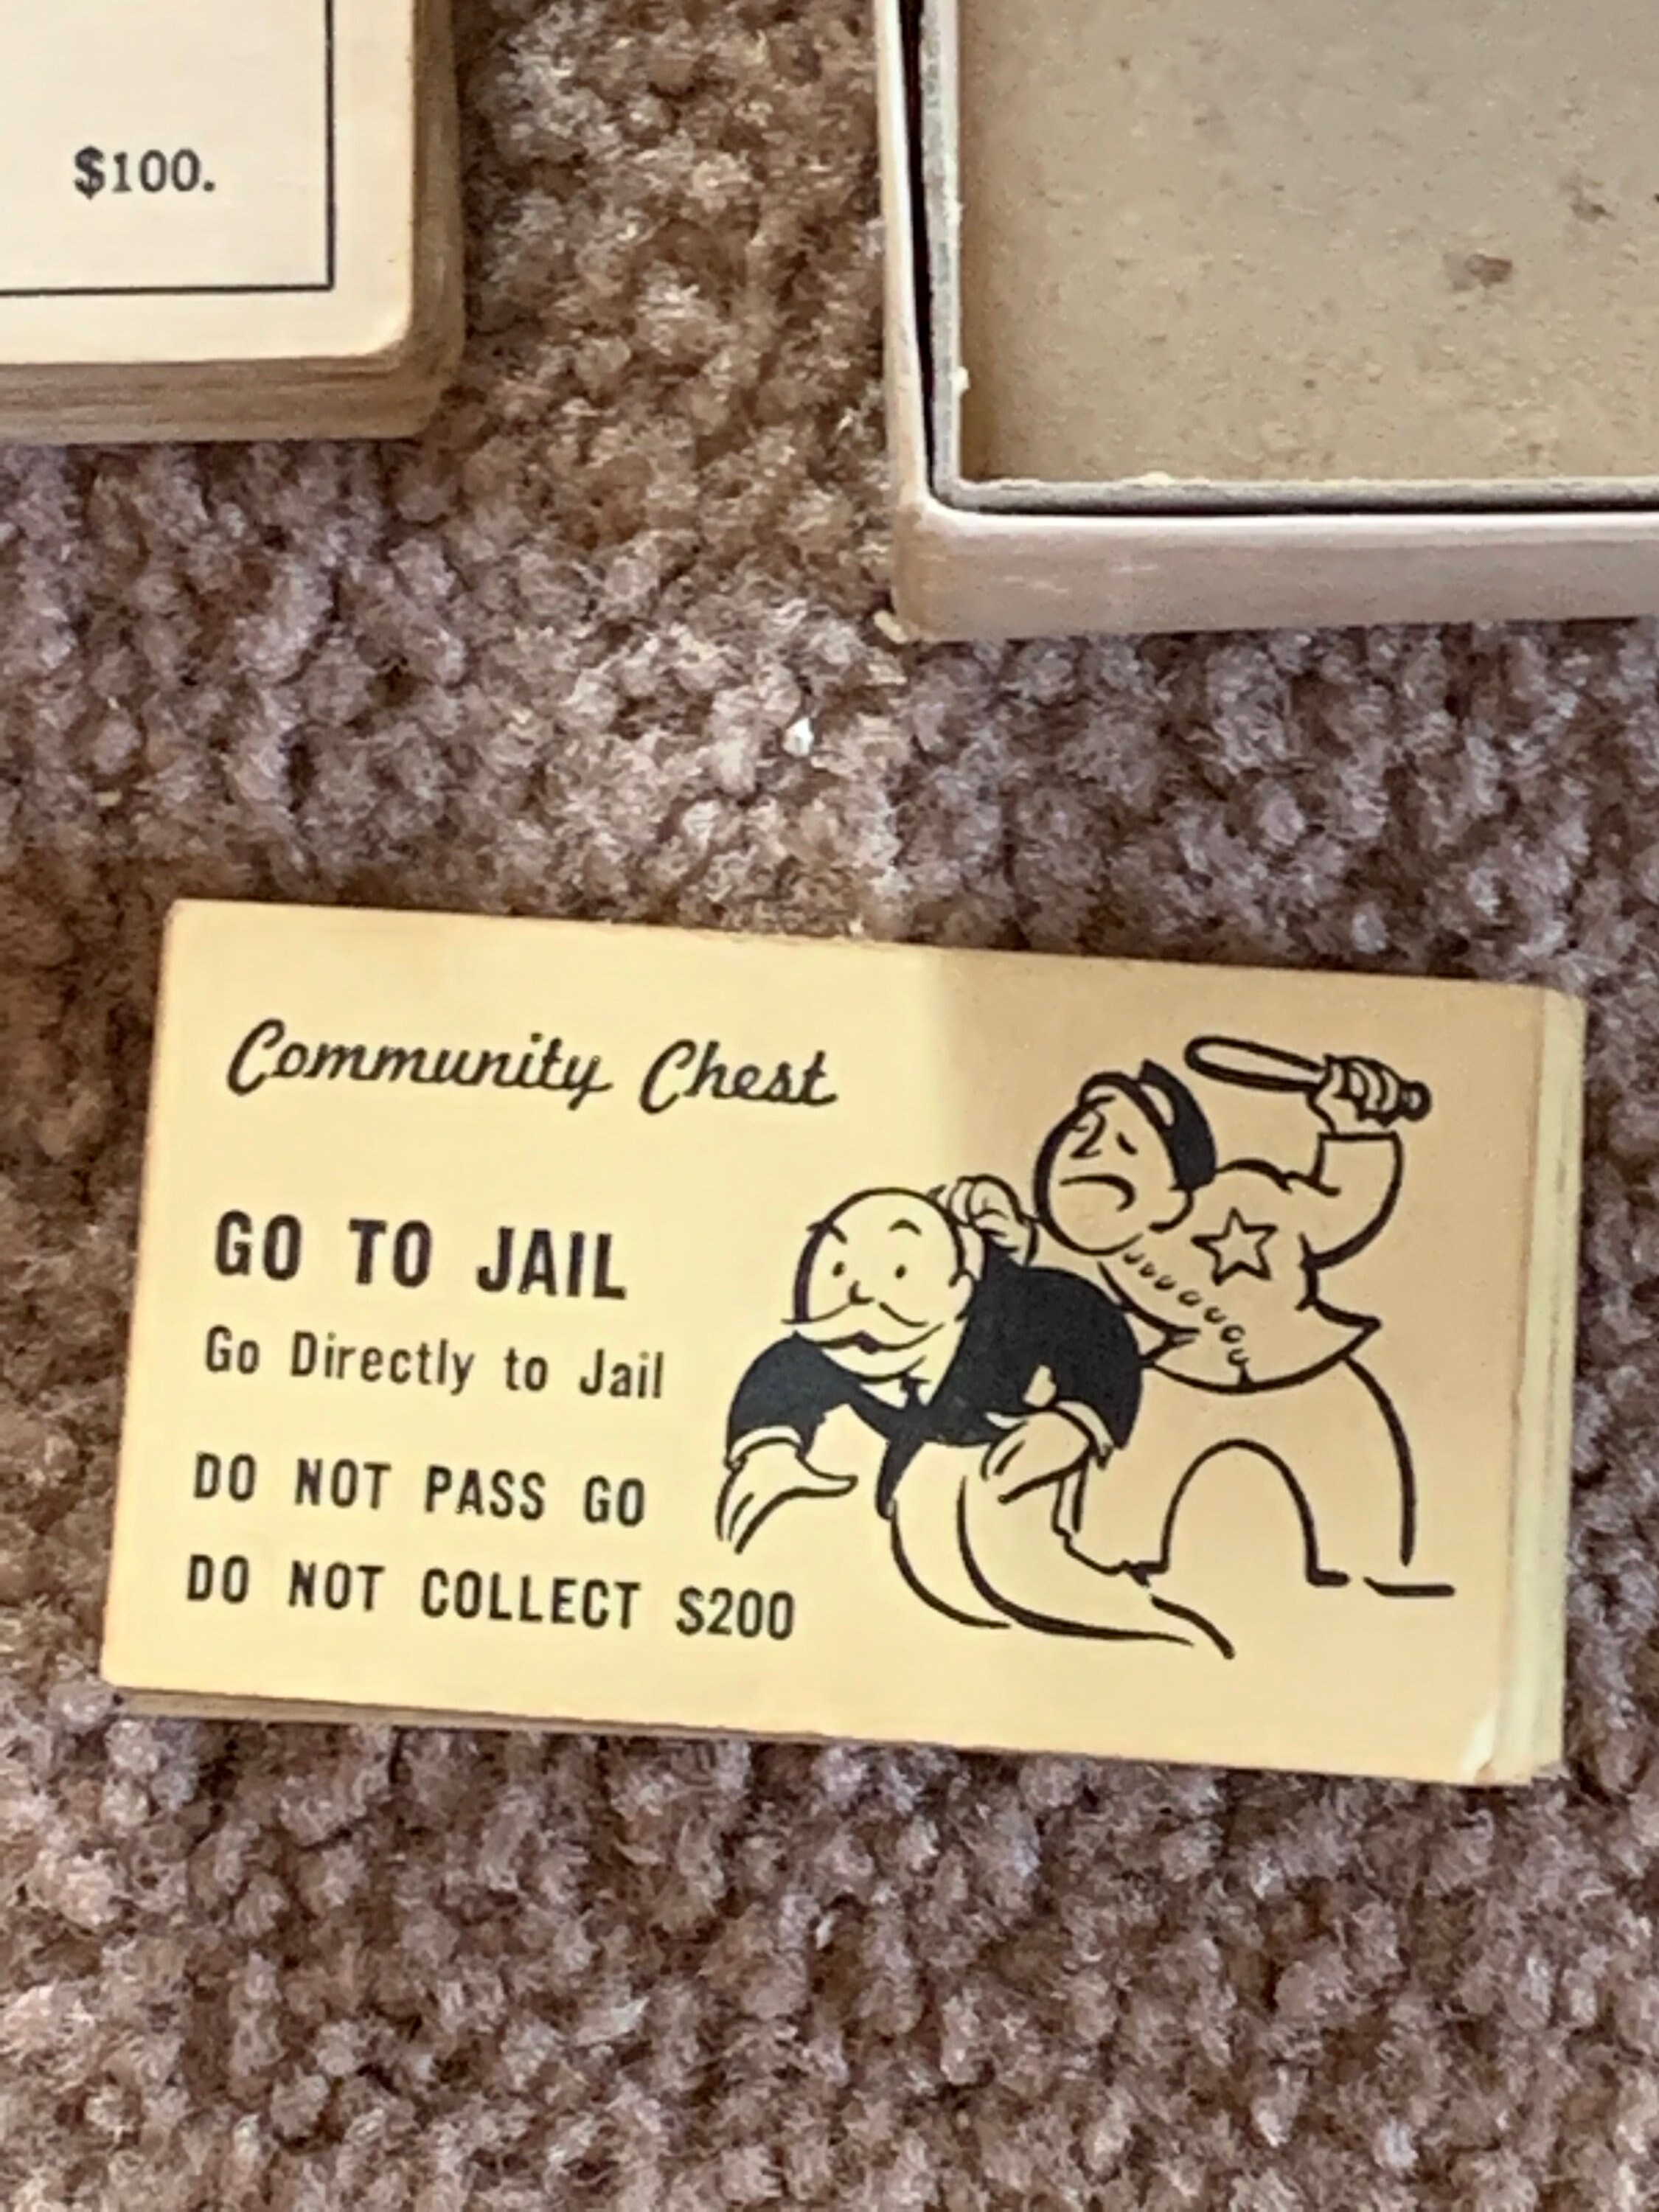 $100.
Community Chest
GO TO JAIL
Go Directly to Jail
DO NOT PASS GO
DO NOT COLLECT $200